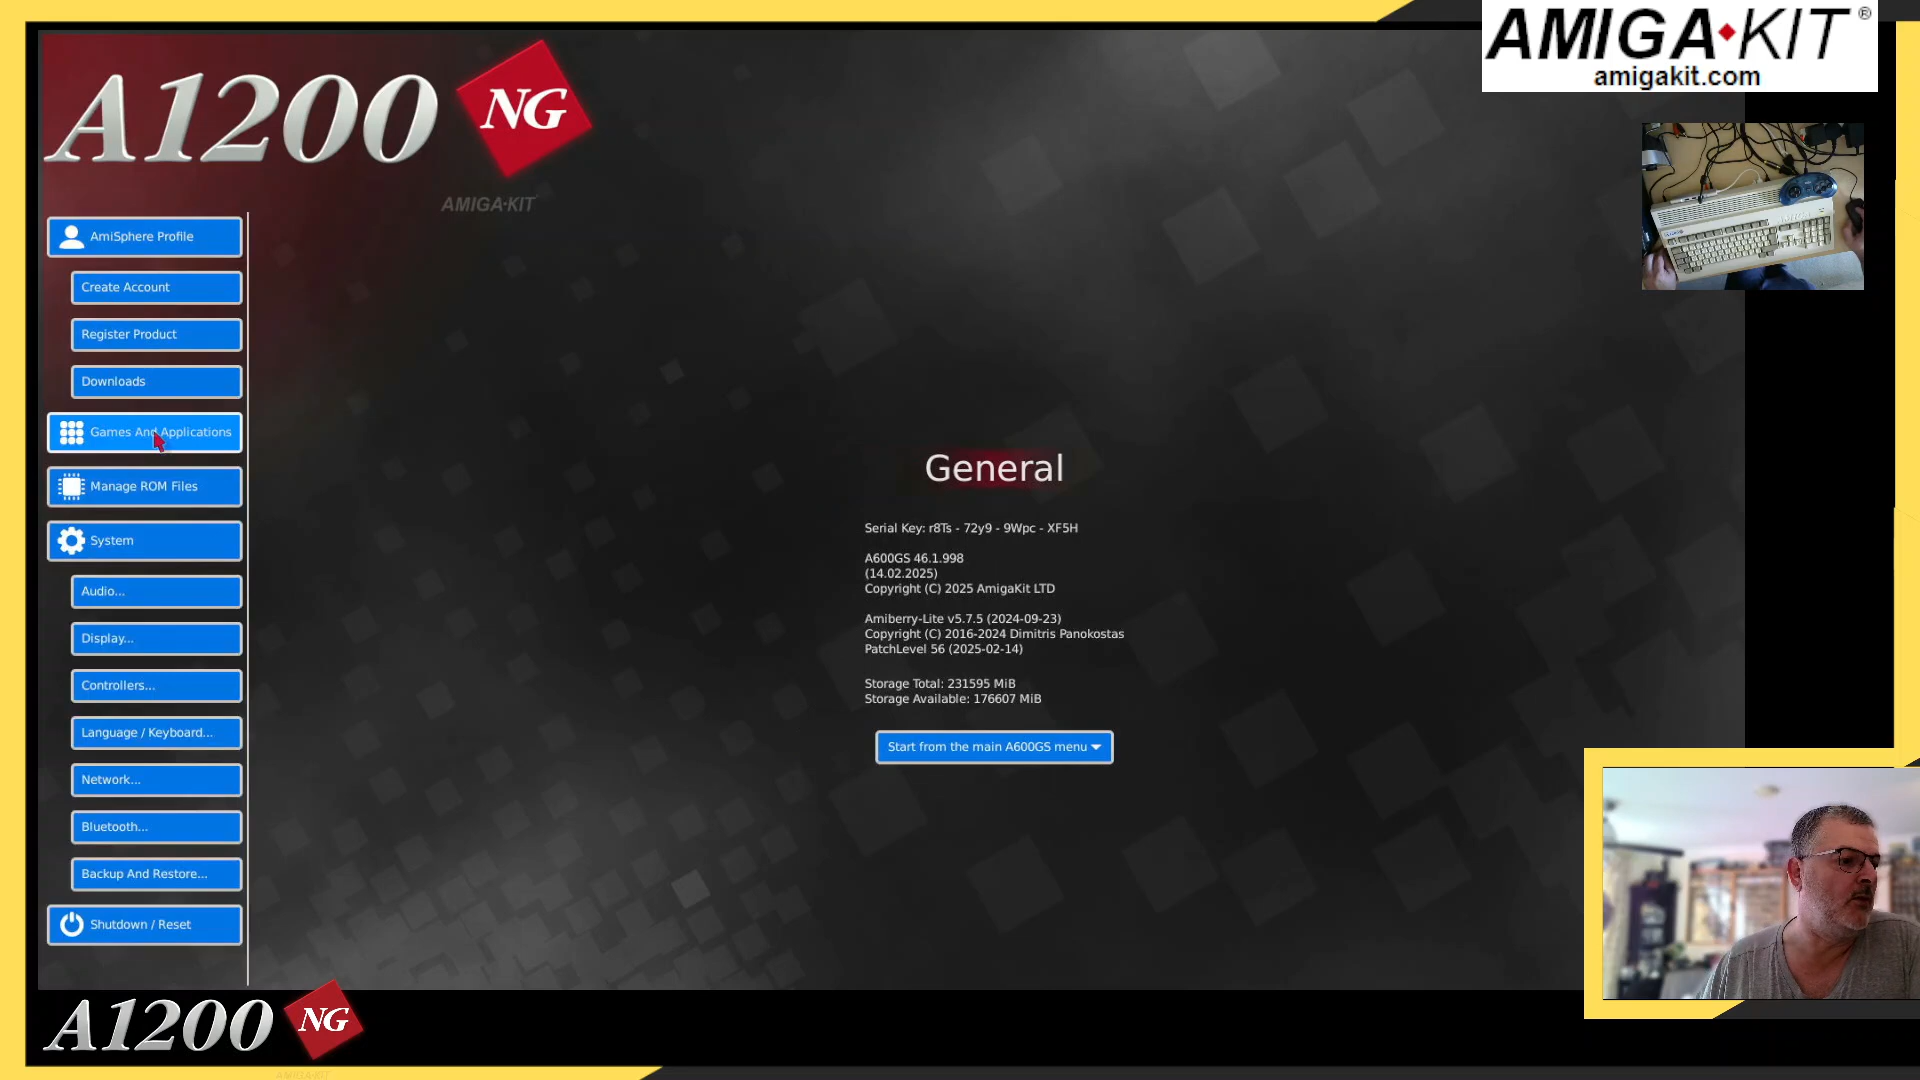 A1200
NG
AMIGA·KIT
AMIGA KIT®
amigakit.com
AmiSphere Profile
Create Account
Register Product
Downloads
Games And Applications
Manage ROM Files
System
Audio...
Display...
Controllers...
Language / Keyboard...
Network...
Bluetooth...
Backup And Restore...
Shutdown / Reset
General
Serial Key: r8Ts - 72y9 - 9Wpc - XF5H
A600GS 46.1.998
(14.02.2025)
Copyright (C) 2025 AmigaKit LTD
Amiberry-Lite v5.7.5 (2024-09-23)
Copyright (C) 2016-2024 Dimitris Panokostas
PatchLevel 56 (2025-02-14)
Storage Total: 231595 MiB
Storage Available: 176607 MiB
Start from the main A600GS menu
A1200
NG
AMIGA·KIT